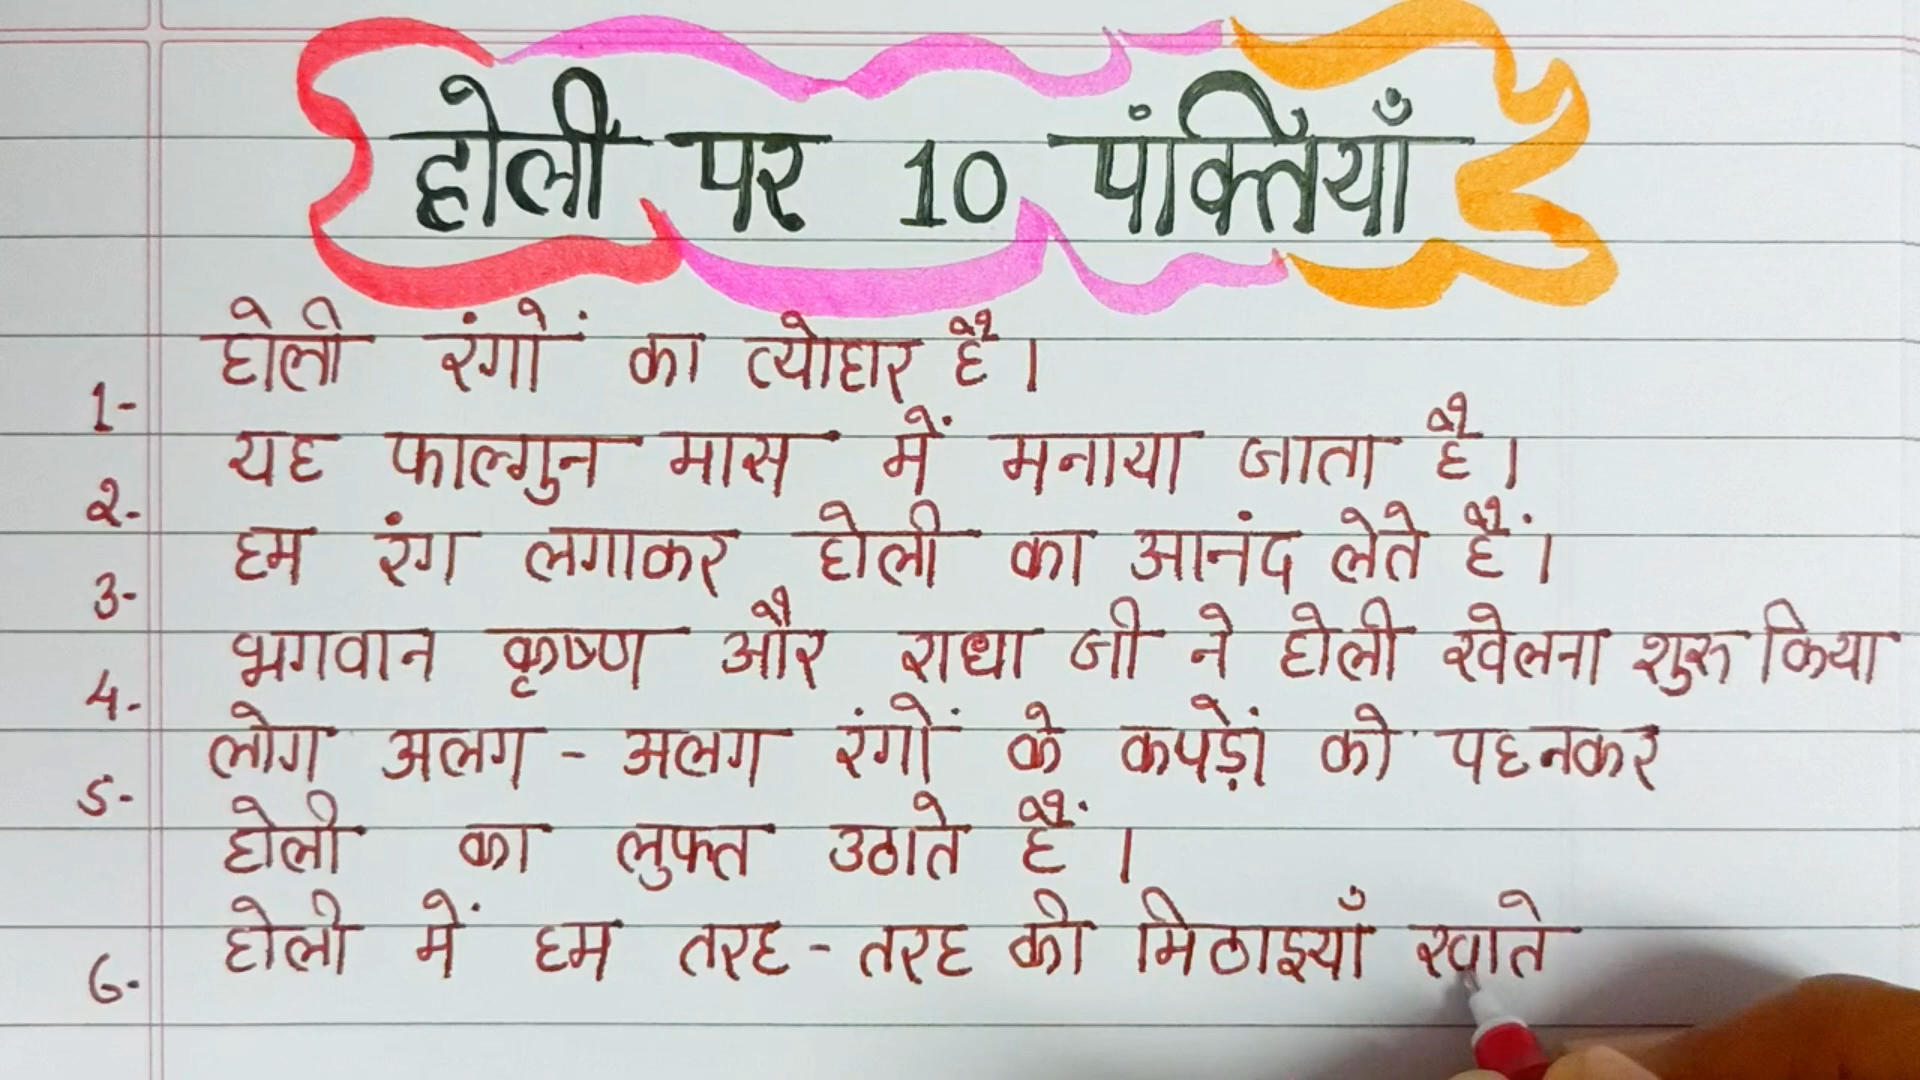 होली पर 10 पंक्तियाँ
1- होली रंगों का त्योहार है।
2- यह फाल्गुन मास में मनाया जाता है।
3- हम रंग लगाकर होली का आनंद लेते हैं।
4- भगवान कृष्ण और राधा जी ने होली खेलना शुरु किया
5- लोग अलग - अलग रंगों के कपड़ों को पहनकर
होली का लुफ्त उठाते हैं।
6- होली में हम तरह - तरह की मिठाइयाँ खाते